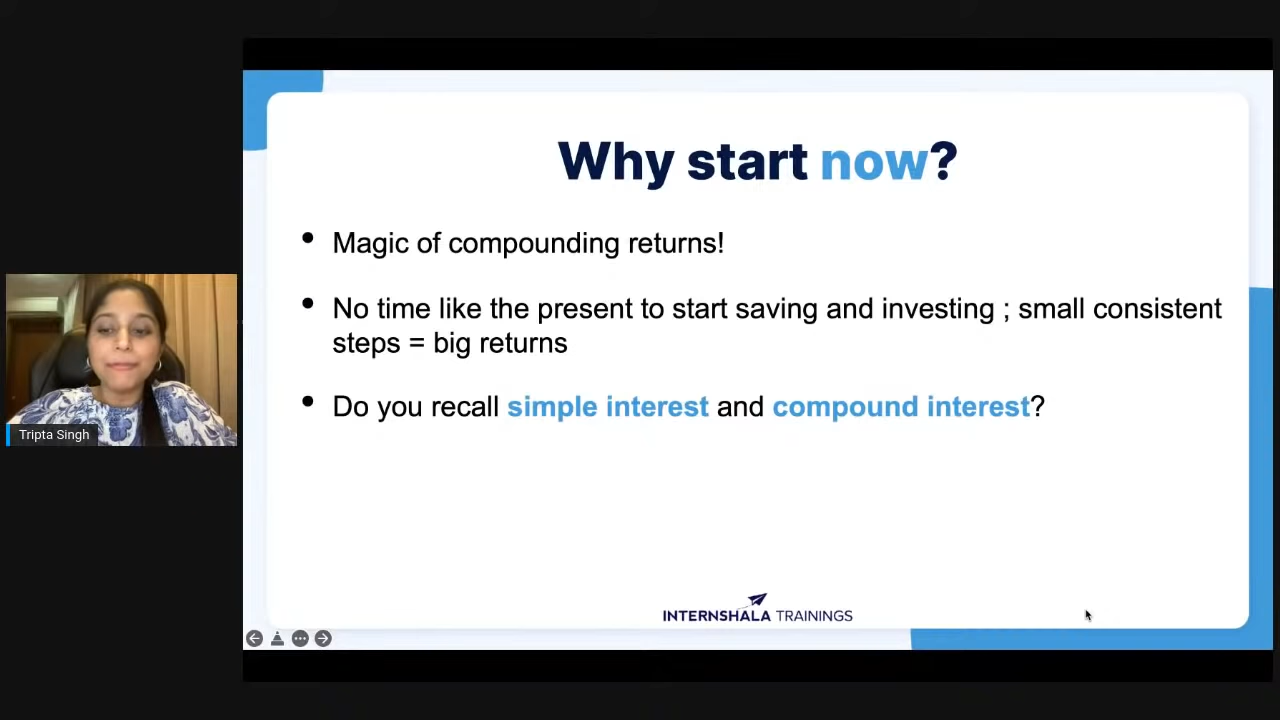 Why start now?
• Magic of compounding returns!
• No time like the present to start saving and investing ; small consistent
steps = big returns
• Do you recall simple interest and compound interest?
Tripta Singh
INTERNSHALA TRAININGS